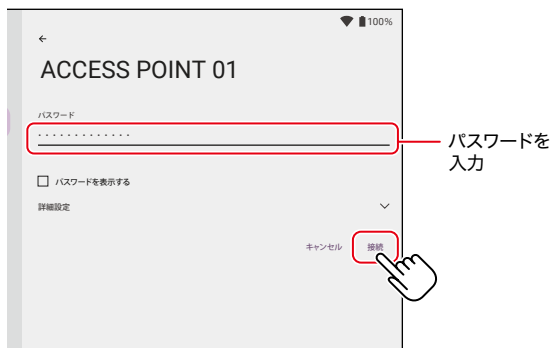 100%
ACCESS POINT 01
パスワード
・・・・・・・・・・・・・
パスワードを
入力
パスワードを表示する
詳細設定
キャンセル 接続